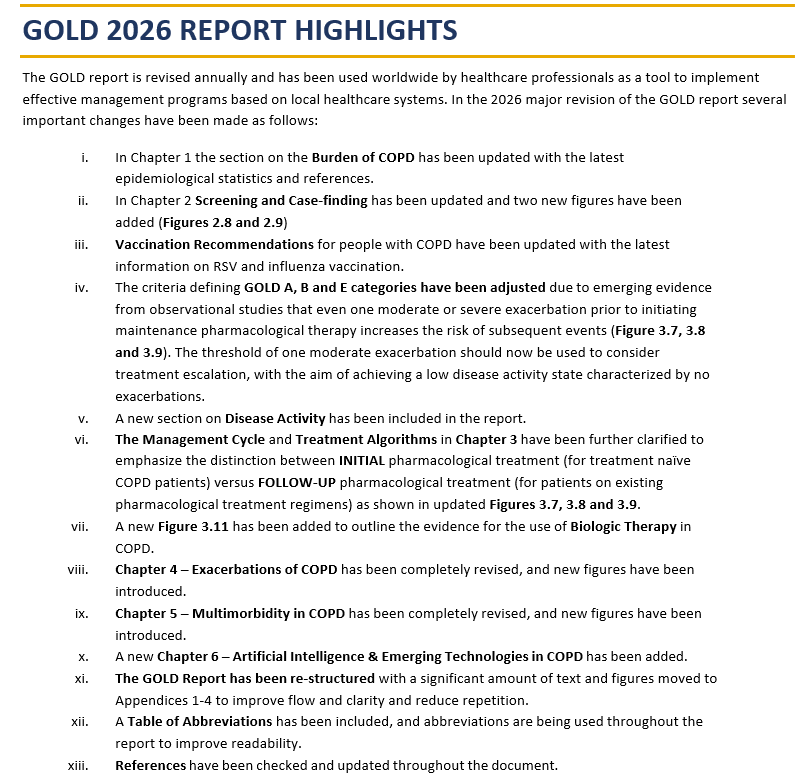 GOLD 2026 REPORT HIGHLIGHTS
The GOLD report is revised annually and has been used worldwide by healthcare professionals as a tool to implement
effective management programs based on local healthcare systems. In the 2026 major revision of the GOLD report several
important changes have been made as follows:
i. In Chapter 1 the section on the Burden of COPD has been updated with the latest
epidemiological statistics and references.
ii. In Chapter 2 Screening and Case-finding has been updated and two new figures have been
added (Figures 2.8 and 2.9)
iii. Vaccination Recommendations for people with COPD have been updated with the latest
information on RSV and influenza vaccination.
iv. The criteria defining GOLD A, B and E categories have been adjusted due to emerging evidence
from observational studies that even one moderate or severe exacerbation prior to initiating
maintenance pharmacological therapy increases the risk of subsequent events (Figure 3.7, 3.8
and 3.9). The threshold of one moderate exacerbation should now be used to consider
treatment escalation, with the aim of achieving a low disease activity state characterized by no
exacerbations.
v. A new section on Disease Activity has been included in the report.
vi. The Management Cycle and Treatment Algorithms in Chapter 3 have been further clarified to
emphasize the distinction between INITIAL pharmacological treatment (for treatment naïve
COPD patients) versus FOLLOW-UP pharmacological treatment (for patients on existing
pharmacological treatment regimens) as shown in updated Figures 3.7, 3.8 and 3.9.
vii. A new Figure 3.11 has been added to outline the evidence for the use of Biologic Therapy in
COPD.
viii. Chapter 4 – Exacerbations of COPD has been completely revised, and new figures have been
introduced.
ix. Chapter 5 – Multimorbidity in COPD has been completely revised, and new figures have been
introduced.
x. A new Chapter 6 – Artificial Intelligence & Emerging Technologies in COPD has been added.
xi. The GOLD Report has been re-structured with a significant amount of text and figures moved to
Appendices 1-4 to improve flow and clarity and reduce repetition.
xii. A Table of Abbreviations has been included, and abbreviations are being used throughout the
report to improve readability.
xiii. References have been checked and updated throughout the document.